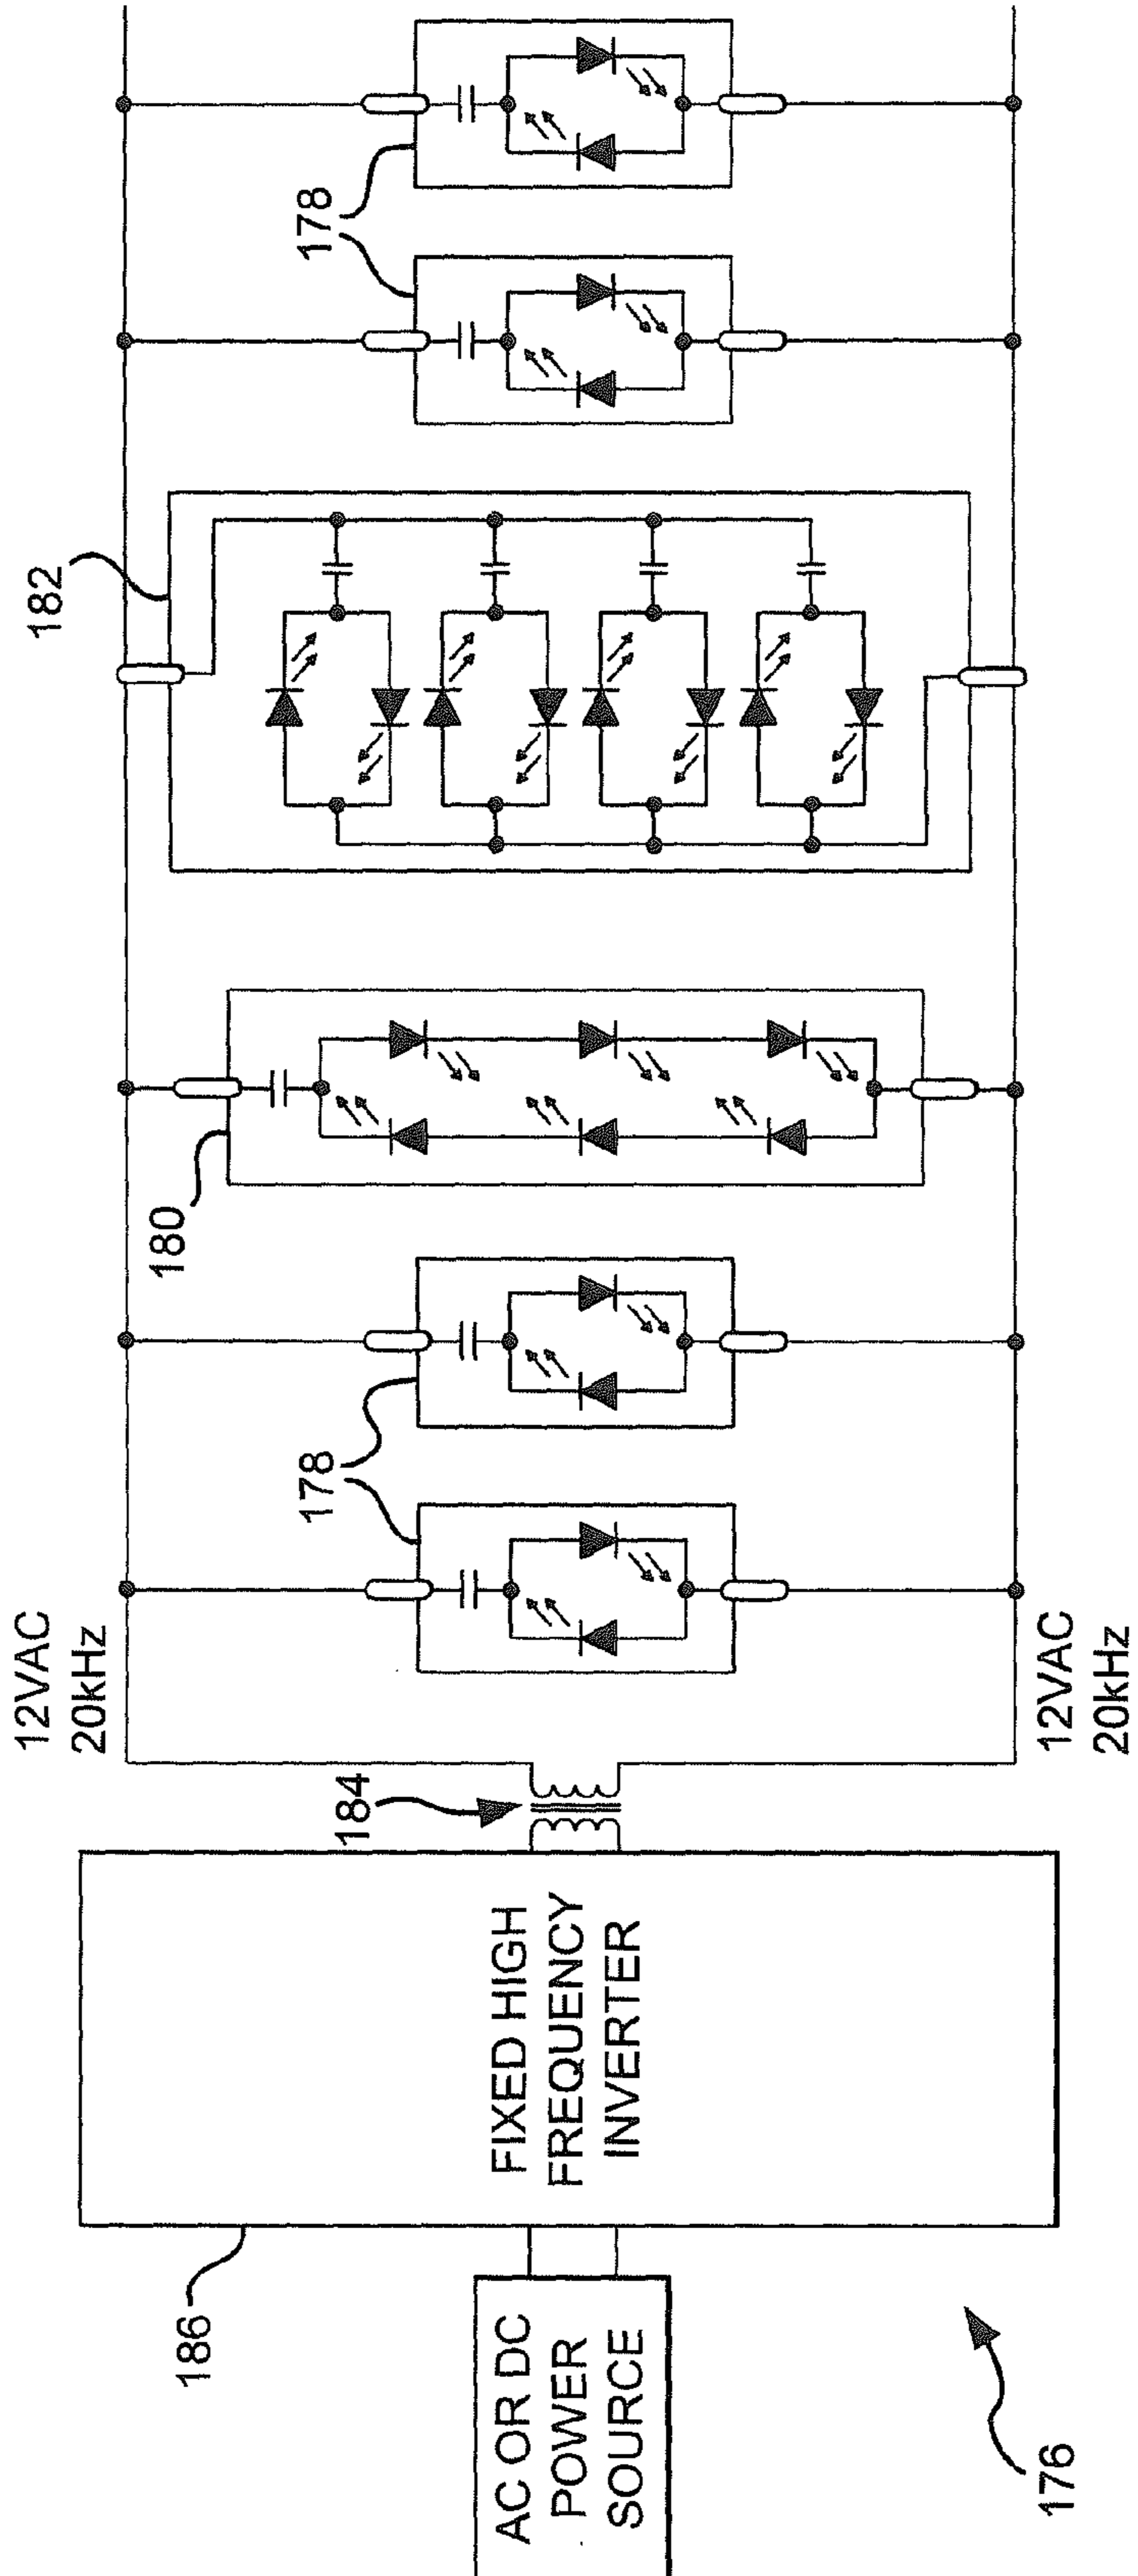 12VAC
20kHz
178
180
182
178
184
186
FIXED HIGH
FREQUENCY
INVERTER
AC OR DC
POWER
SOURCE
12VAC
20kHz
176